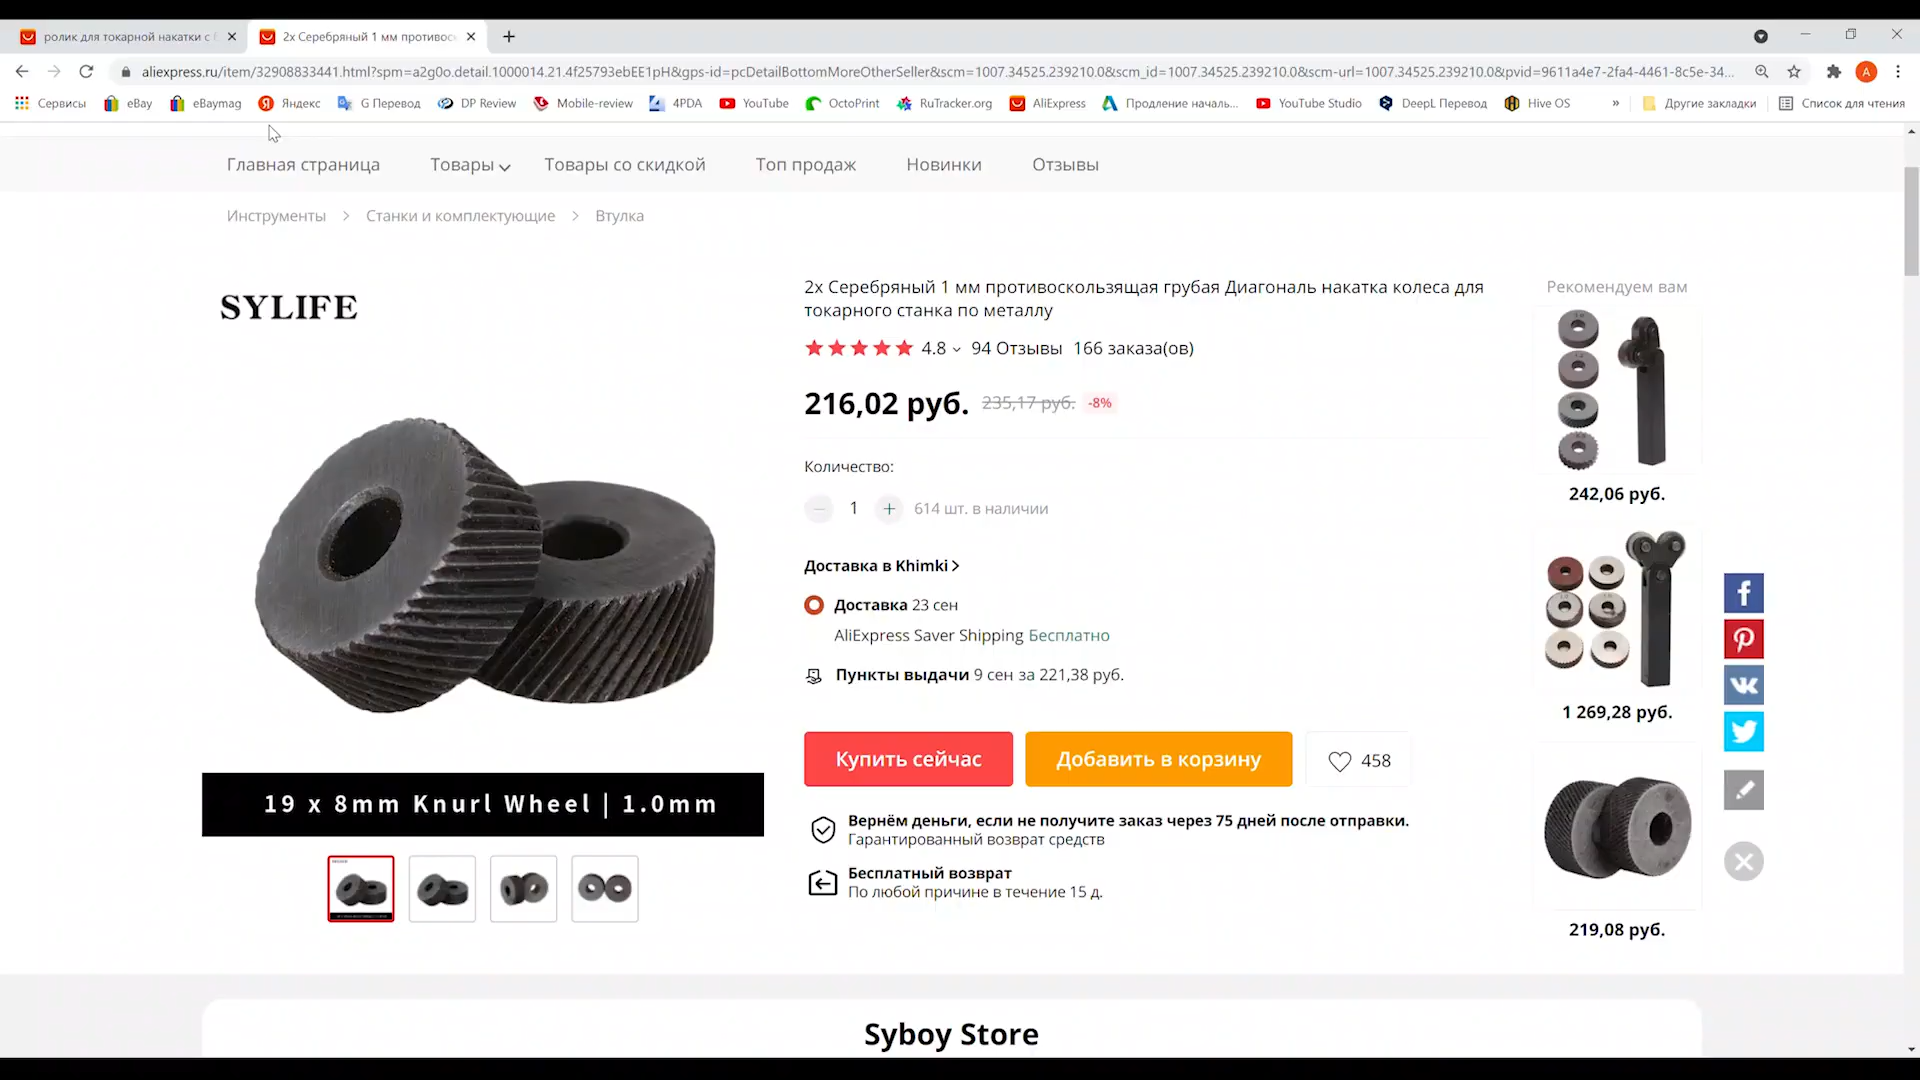 ролик для токарной накатки с
2x Серебряный 1 мм противоск
aliexpress.ru/item/32908833441.html?spm=a2g0o.detail.1000014.21.4f25793ebEE1pH&gps-id=pcDetailBottomMoreOtherSeller&scm=1007.34525.239210.0&scm_id=1007.34525.239210.0&scm-url=1007.34525.239210.0&pvid=9611a4e7-2fa4-4461-8c5e-34...
A
Сервисы
eBay
eBaymag
Яндекс
G Перевод
DP Review
Mobile-review
4PDA
YouTube
OctoPrint
RuTracker.org
AliExpress
Продление началь...
YouTube Studio
DeepL Перевод
Hive OS
»
Другие закладки
Список для чтения
Главная страница
Товары
Товары со скидкой
Топ продаж
Новинки
Отзывы
Инструменты > Станки и комплектующие > Втулка
SYLIFE
19 x 8mm Knurl Wheel | 1.0mm
2x Серебряный 1 мм противоскользящая грубая Диагональ накатка колеса для
токарного станка по металлу
4.8 94 Отзывы 166 заказа(ов)
216,02 руб. 235,17 руб. -8%
Количество:
1 + 614 шт. в наличии
Доставка в Khimki >
Доставка 23 сен
AliExpress Saver Shipping Бесплатно
Пункты выдачи 9 сен за 221,38 руб.
Купить сейчас
Добавить в корзину
458
Вернём деньги, если не получите заказ через 75 дней после отправки.
Гарантированный возврат средств
Бесплатный возврат
По любой причине в течение 15 д.
Рекомендуем вам
242,06 руб.
1 269,28 руб.
219,08 руб.
Syboy Store